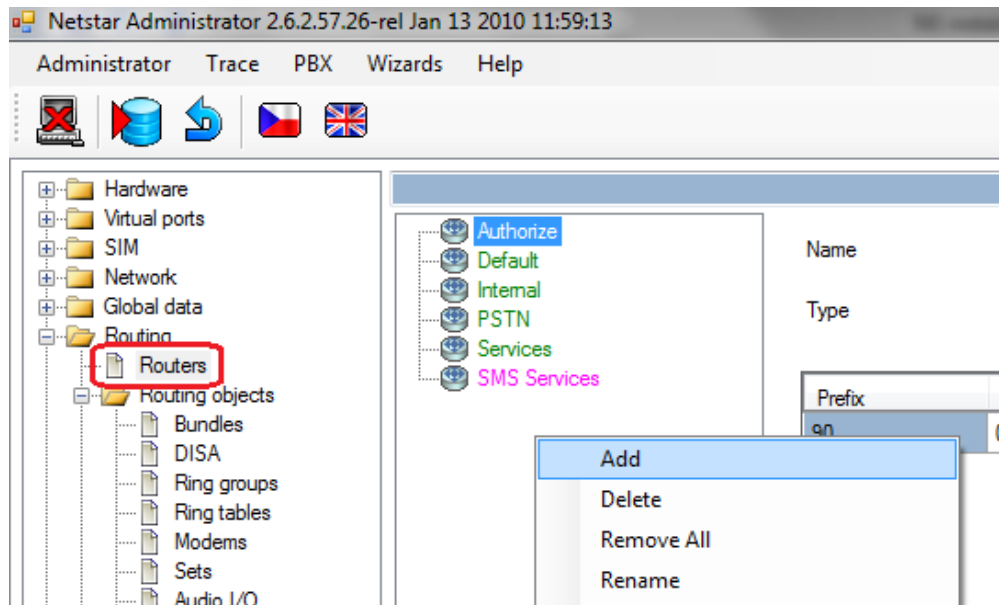 Netstar Administrator 2.6.2.57.26-rel Jan 13 2010 11:59:13
Administrator Trace PBX Wizards Help
Hardware
Virtual ports
SIM
Network
Global data
Routing
Routers
Routing objects
Bundles
DISA
Ring groups
Ring tables
Modems
Sets
Audio I/O
Authorize
Default
Internal
PSTN
Services
SMS Services
Name
Type
Prefix
90
Add
Delete
Remove All
Rename